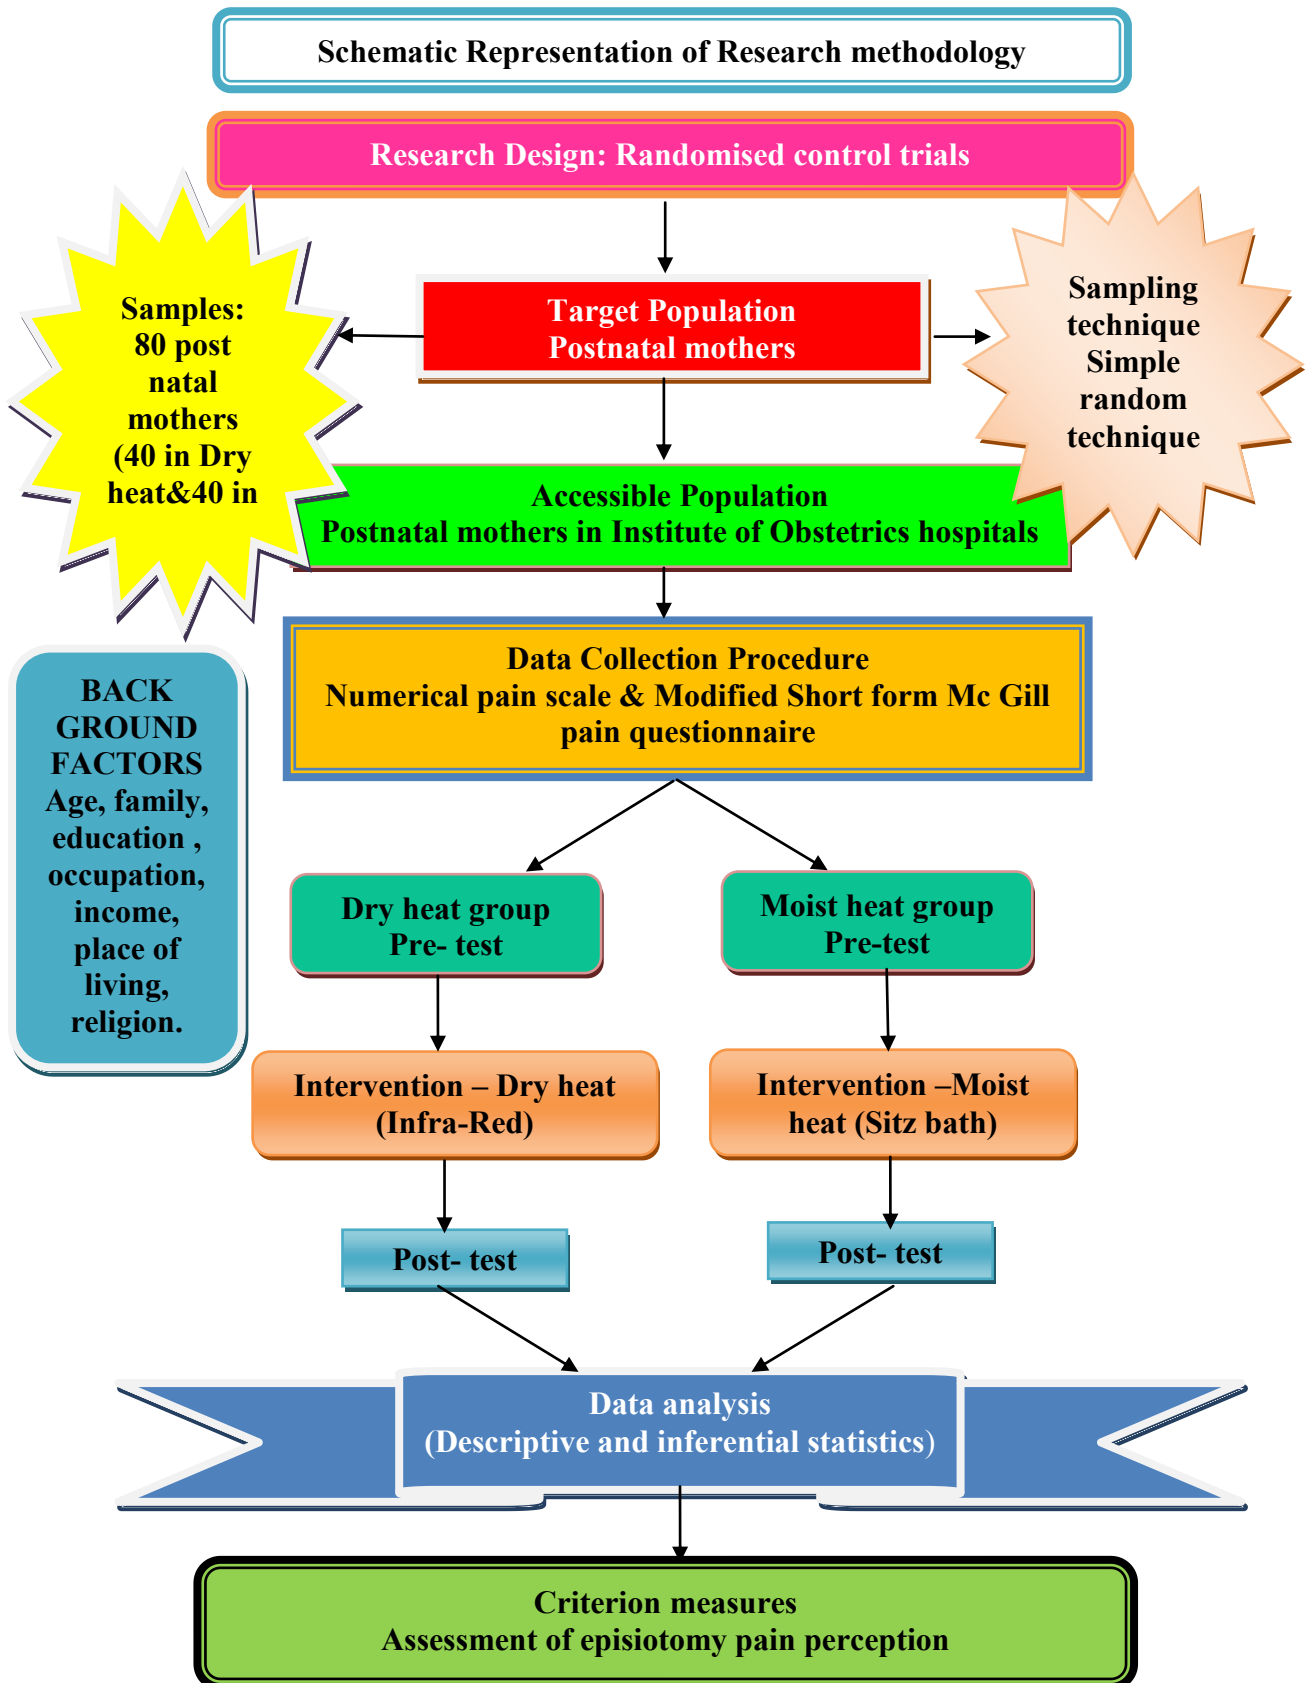 Schematic Representation of Research methodology
Research Design: Randomised control trials
Samples:
80 post
natal
mothers
(40 in Dry
heat&40 in
Target Population
Postnatal mothers
Sampling
technique
Simple
random
technique
Accessible Population
Postnatal mothers in Institute of Obstetrics hospitals
BACK
GROUND
FACTORS
Age, family,
education ,
occupation,
income,
place of
living,
religion.
Data Collection Procedure
Numerical pain scale & Modified Short form Mc Gill
pain questionnaire
Dry heat group
Pre- test
Moist heat group
Pre-test
Intervention – Dry heat
(Infra-Red)
Intervention –Moist
heat (Sitz bath)
Post- test
Post- test
Data analysis
(Descriptive and inferential statistics)
Criterion measures
Assessment of episiotomy pain perception